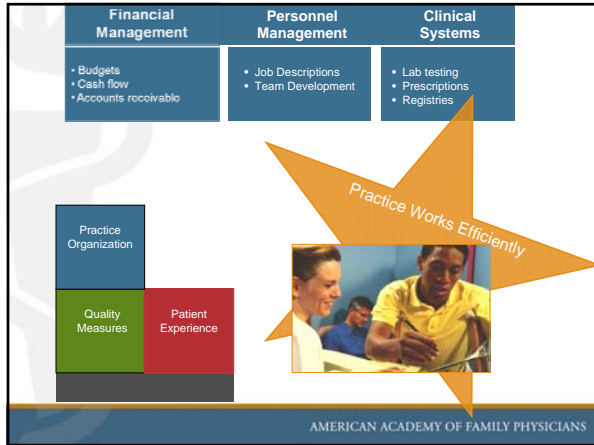 Financial
Management
Personnel
Management
Clinical
Systems
• Budgets
• Cash flow
• Accounts receivable
• Job Descriptions
• Team Development
• Lab testing
• Prescriptions
• Registries
Practice Works Efficiently
Practice
Organization
Quality
Measures
Patient
Experience
AMERICAN ACADEMY OF FAMILY PHYSICIANS